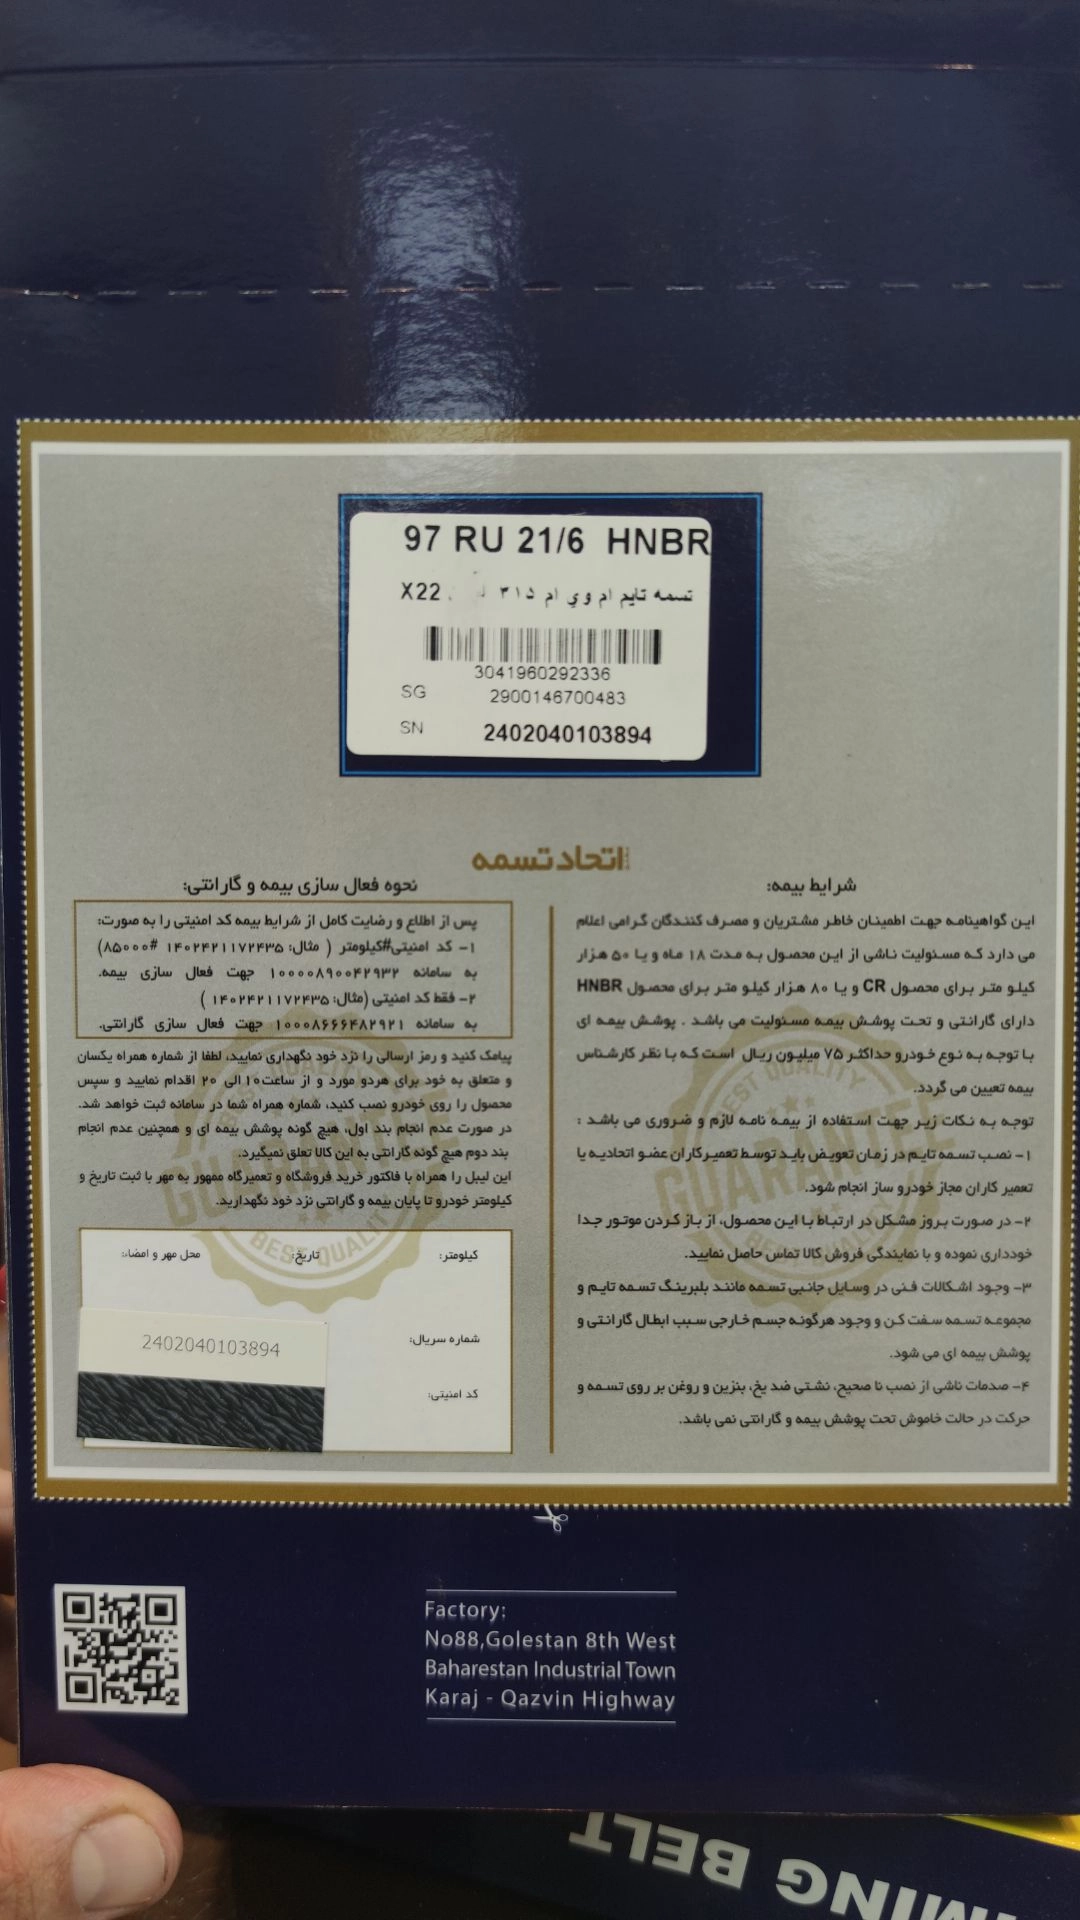 97 RU 21/6 HNBR
تسمه تايم ام وي ام ۳۱۵ X22
3041960292336
SG 2900146700483
SN 2402040103894
اتحاد تسمه
شرایط بیمه:
این گواهینامه جهت اطمینان خاطر مشتریان و مصرف کنندگان گرامی اعلام
می دارد که مسئولیت ناشی از این محصول به مدت ۱۸ ماه و یا ۵۰ هزار
کیلو متر برای محصول CR و یا ۸۰ هزار کیلو متر برای محصول HNBR
دارای گارانتی و تحت پوشش بیمه مسئولیت می باشد . پوشش بیمه ای
با توجه به نوع خودرو حداکثر ۷۵ میلیون ریال است که با نظر کارشناس
بیمه تعیین می گردد.
توجه به نکات زیر جهت استفاده از بیمه نامه لازم و ضروری می باشد :
۱- نصب تسمه تایم در زمان تعویض باید توسط تعمیرکاران عضو اتحادیه یا
تعمیر کاران مجاز خودرو ساز انجام شود.
۲- در صورت بروز مشکل در ارتباط با این محصول، از باز کردن موتور جدا
خودداری نموده و با نمایندگی فروش کالا تماس حاصل نمایید.
۳- وجود اشکالات فنی در وسایل جانبی تسمه مانند بلبرینگ تسمه تایم و
مجموعه تسمه سفت کن و وجود هرگونه جسم خارجی سبب ابطال گارانتی و
پوشش بیمه ای می شود.
۴- صدمات ناشی از نصب نا صحیح، نشتی ضد یخ، بنزین و روغن بر روی تسمه و
حرکت در حالت خاموش تحت پوشش بیمه و گارانتی نمی باشد.
نحوه فعال سازی بیمه و گارانتی:
پس از اطلاع و رضایت کامل از شرایط بیمه کد امنیتی را به صورت:
۱- کد امنیتی#کیلومتر ( مثال: ۱۴۰۲۴۲۱۱۷۲۴۳۵ #۸۵۰۰۰)
به سامانه ۱۰۰۰۰۸۹۰۰۴۲۹۳۲ جهت فعال سازی بیمه.
۲- فقط کد امنیتی (مثال: ۱۴۰۲۴۲۱۱۷۲۴۳۵ )
به سامانه ۱۰۰۰۸۶۶۶۴۸۲۹۲۱ جهت فعال سازی گارانتی.
پیامک کنید و رمز ارسالی را نزد خود نگهداری نمایید، لطفا از شماره همراه یکسان
و متعلق به خود برای هردو مورد و از ساعت۱۰ الی ۲۰ اقدام نمایید و سپس
محصول را روی خودرو نصب کنید، شماره همراه شما در سامانه ثبت خواهد شد.
در صورت عدم انجام بند اول، هیچ گونه پوشش بیمه ای و همچنین عدم انجام
بند دوم هیچ گونه گارانتی به این کالا تعلق نمیگیرد.
این لیبل را همراه با فاکتور خرید فروشگاه و تعمیرگاه ممهور به مهر با ثبت تاریخ و
کیلومتر خودرو تا پایان بیمه و گارانتی نزد خود نگهدارید.
کیلومتر: تاریخ: محل مهر و امضاء:
شماره سریال:
2402040103894
کد امنیتی:
BEST QUALITY
GUARANTEE
BEST QUALITY
BEST QUALITY
GUARANTEE
BEST QUALITY
Factory:
No88,Golestan 8th West
Baharestan Industrial Town
Karaj - Qazvin Highway
MING BELT